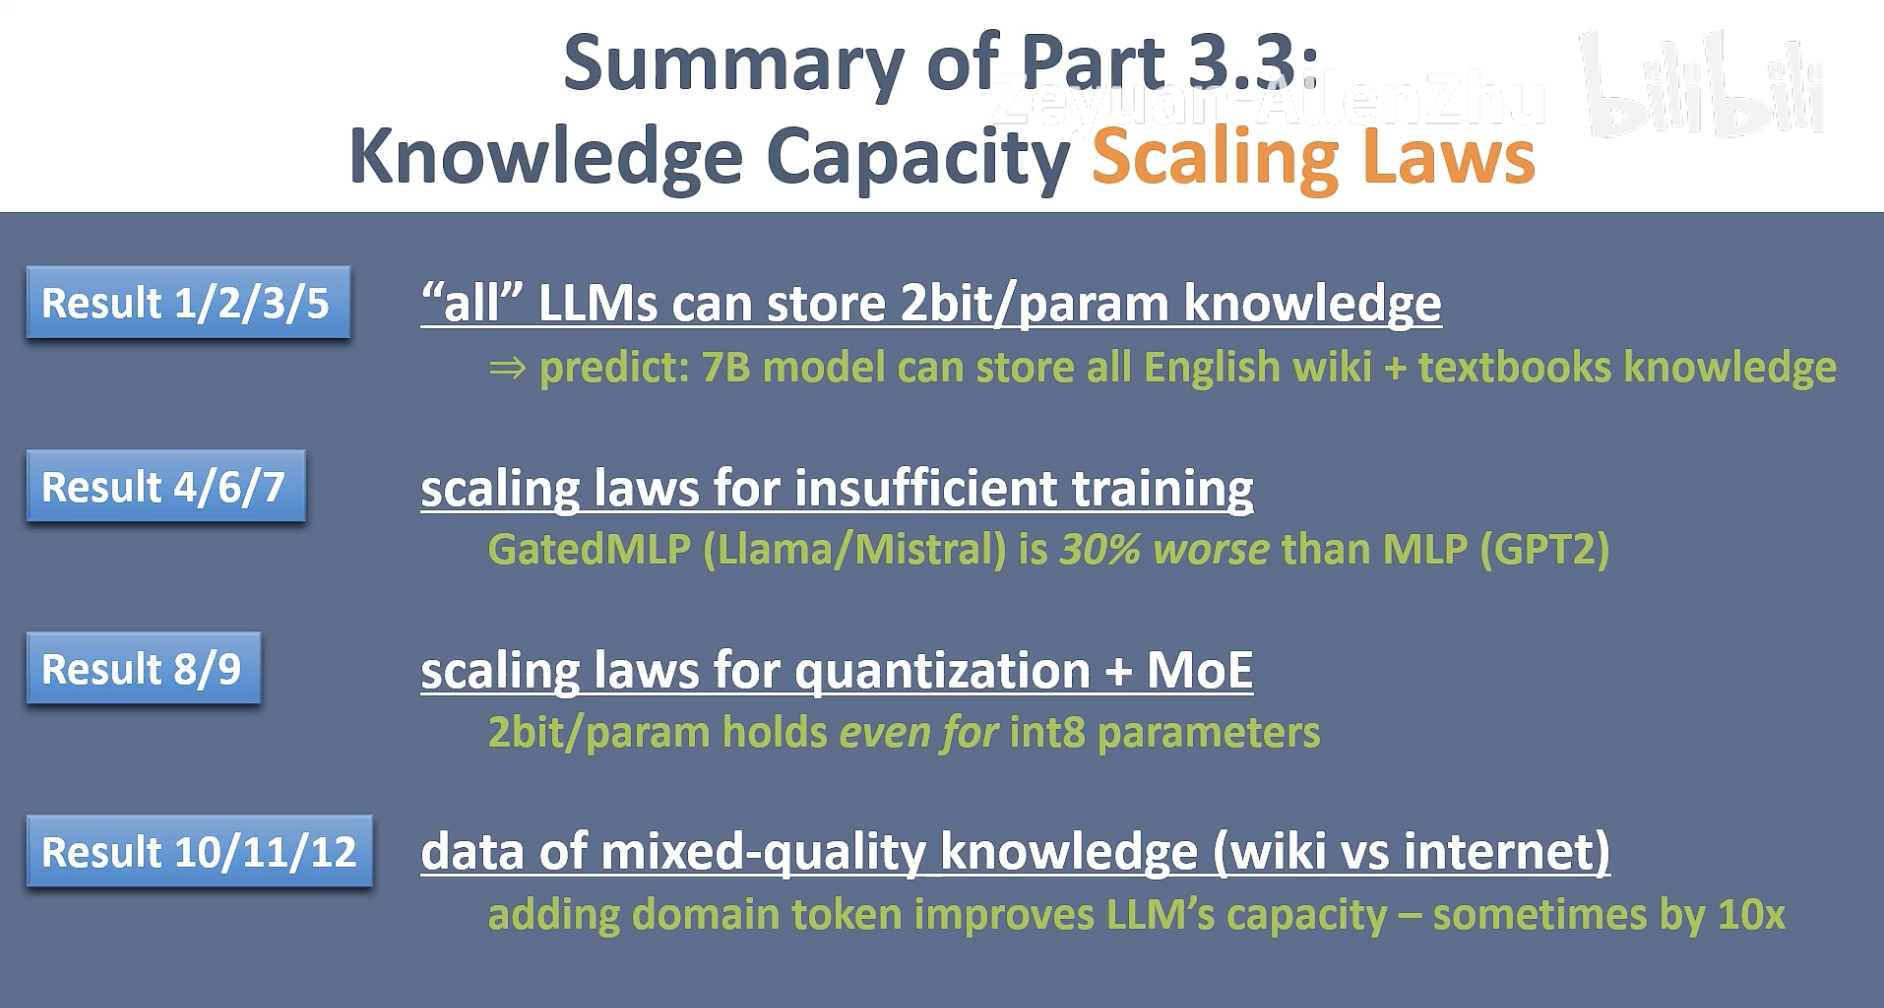 Summary of Part 3.3:
Zeyuan-AllenZhu
bilibili
Knowledge Capacity Scaling Laws
Result 1/2/3/5
“all” LLMs can store 2bit/param knowledge
⇒ predict: 7B model can store all English wiki + textbooks knowledge
Result 4/6/7
scaling laws for insufficient training
GatedMLP (Llama/Mistral) is 30% worse than MLP (GPT2)
Result 8/9
scaling laws for quantization + MoE
2bit/param holds even for int8 parameters
Result 10/11/12
data of mixed-quality knowledge (wiki vs internet)
adding domain token improves LLM’s capacity – sometimes by 10x